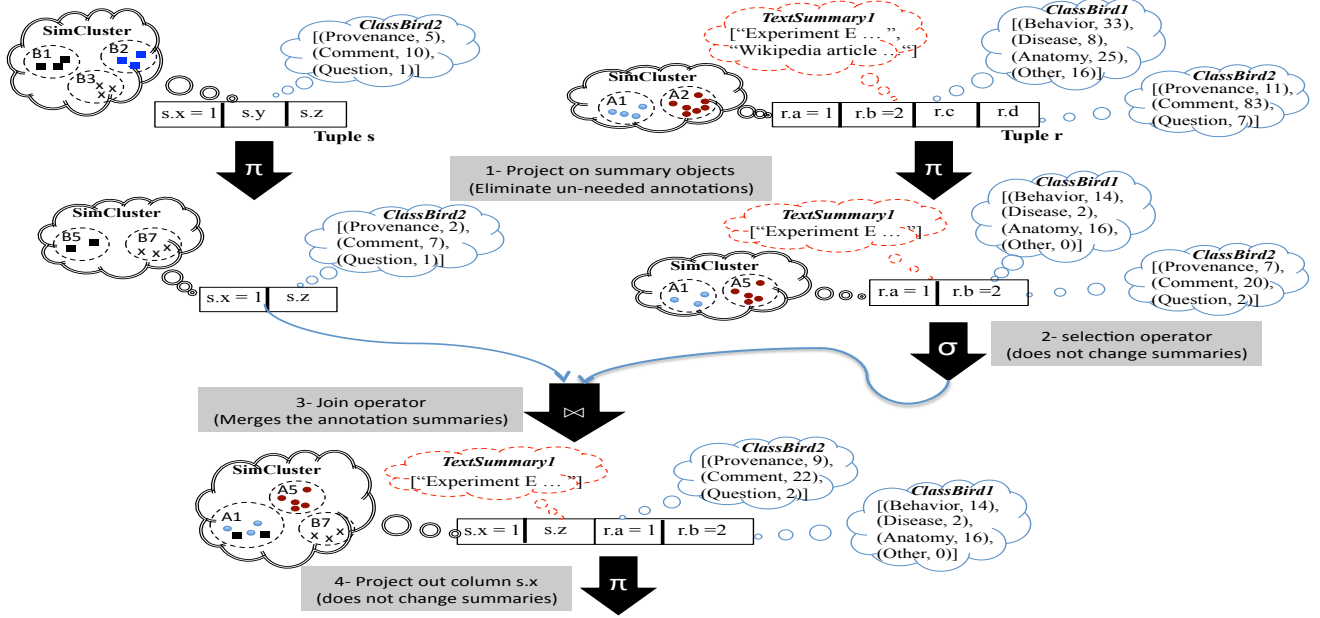 SimCluster
B1
B2
B3
x
x
x
ClassBird2
[(Provenance, 5),
(Comment, 10),
(Question, 1)]
s.x = 1
s.y
s.z
Tuple s
TextSummary1
[“Experiment E … ”,
“Wikipedia article …“]
ClassBird1
[(Behavior, 33),
(Disease, 8),
(Anatomy, 25),
(Other, 16)]
ClassBird2
[(Provenance, 11),
(Comment, 83),
(Question, 7)]
SimCluster
A1
A2
r.a = 1
r.b =2
r.c
r.d
Tuple r
π
1- Project on summary objects
(Eliminate un-needed annotations)
π
SimCluster
B5
B7
x x x
ClassBird2
[(Provenance, 2),
(Comment, 7),
(Question, 1)]
s.x = 1
s.z
TextSummary1
[“Experiment E … ”]
ClassBird1
[(Behavior, 14),
(Disease, 2),
(Anatomy, 16),
(Other, 0)]
ClassBird2
[(Provenance, 7),
(Comment, 20),
(Question, 2)]
SimCluster
A1
A5
r.a = 1
r.b =2
σ
2- selection operator
(does not change summaries)
3- Join operator
(Merges the annotation summaries)
⋈
SimCluster
A5
A1
B7
x x x
TextSummary1
[“Experiment E … ”]
ClassBird2
[(Provenance, 9),
(Comment, 22),
(Question, 2)]
ClassBird1
[(Behavior, 14),
(Disease, 2),
(Anatomy, 16),
(Other, 0)]
s.x = 1
s.z
r.a = 1
r.b =2
4- Project out column s.x
(does not change summaries)
π